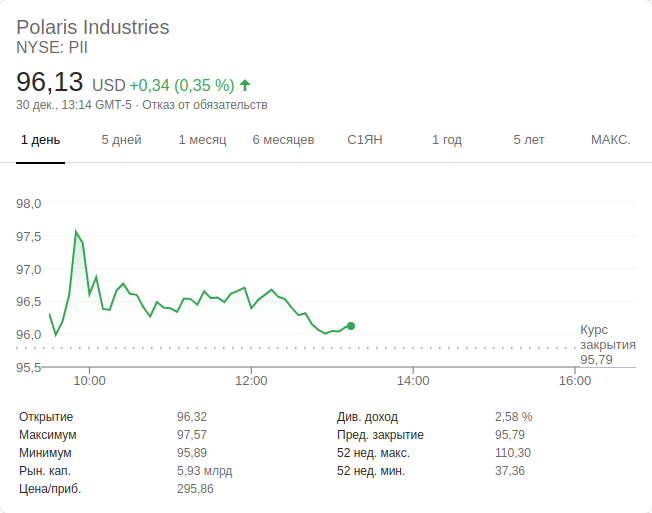 Polaris Industries
NYSE: PII
96,13 USD +0,34 (0,35 %)
30 дек., 13:14 GMT-5 · Отказ от обязательств
1 день 5 дней 1 месяц 6 месяцев С1ЯН 1 год 5 лет МАКС.
98,0
97,5
97,0
96,5
96,0
95,5
Курс
закрытия
95,79
10:00 12:00 14:00 16:00
Открытие 96,32 Див. доход 2,58 %
Максимум 97,57 Пред. закрытие 95,79
Минимум 95,89 52 нед. макс. 110,30
Рын. кап. 5,93 млрд 52 нед. мин. 37,36
Цена/приб. 295,86